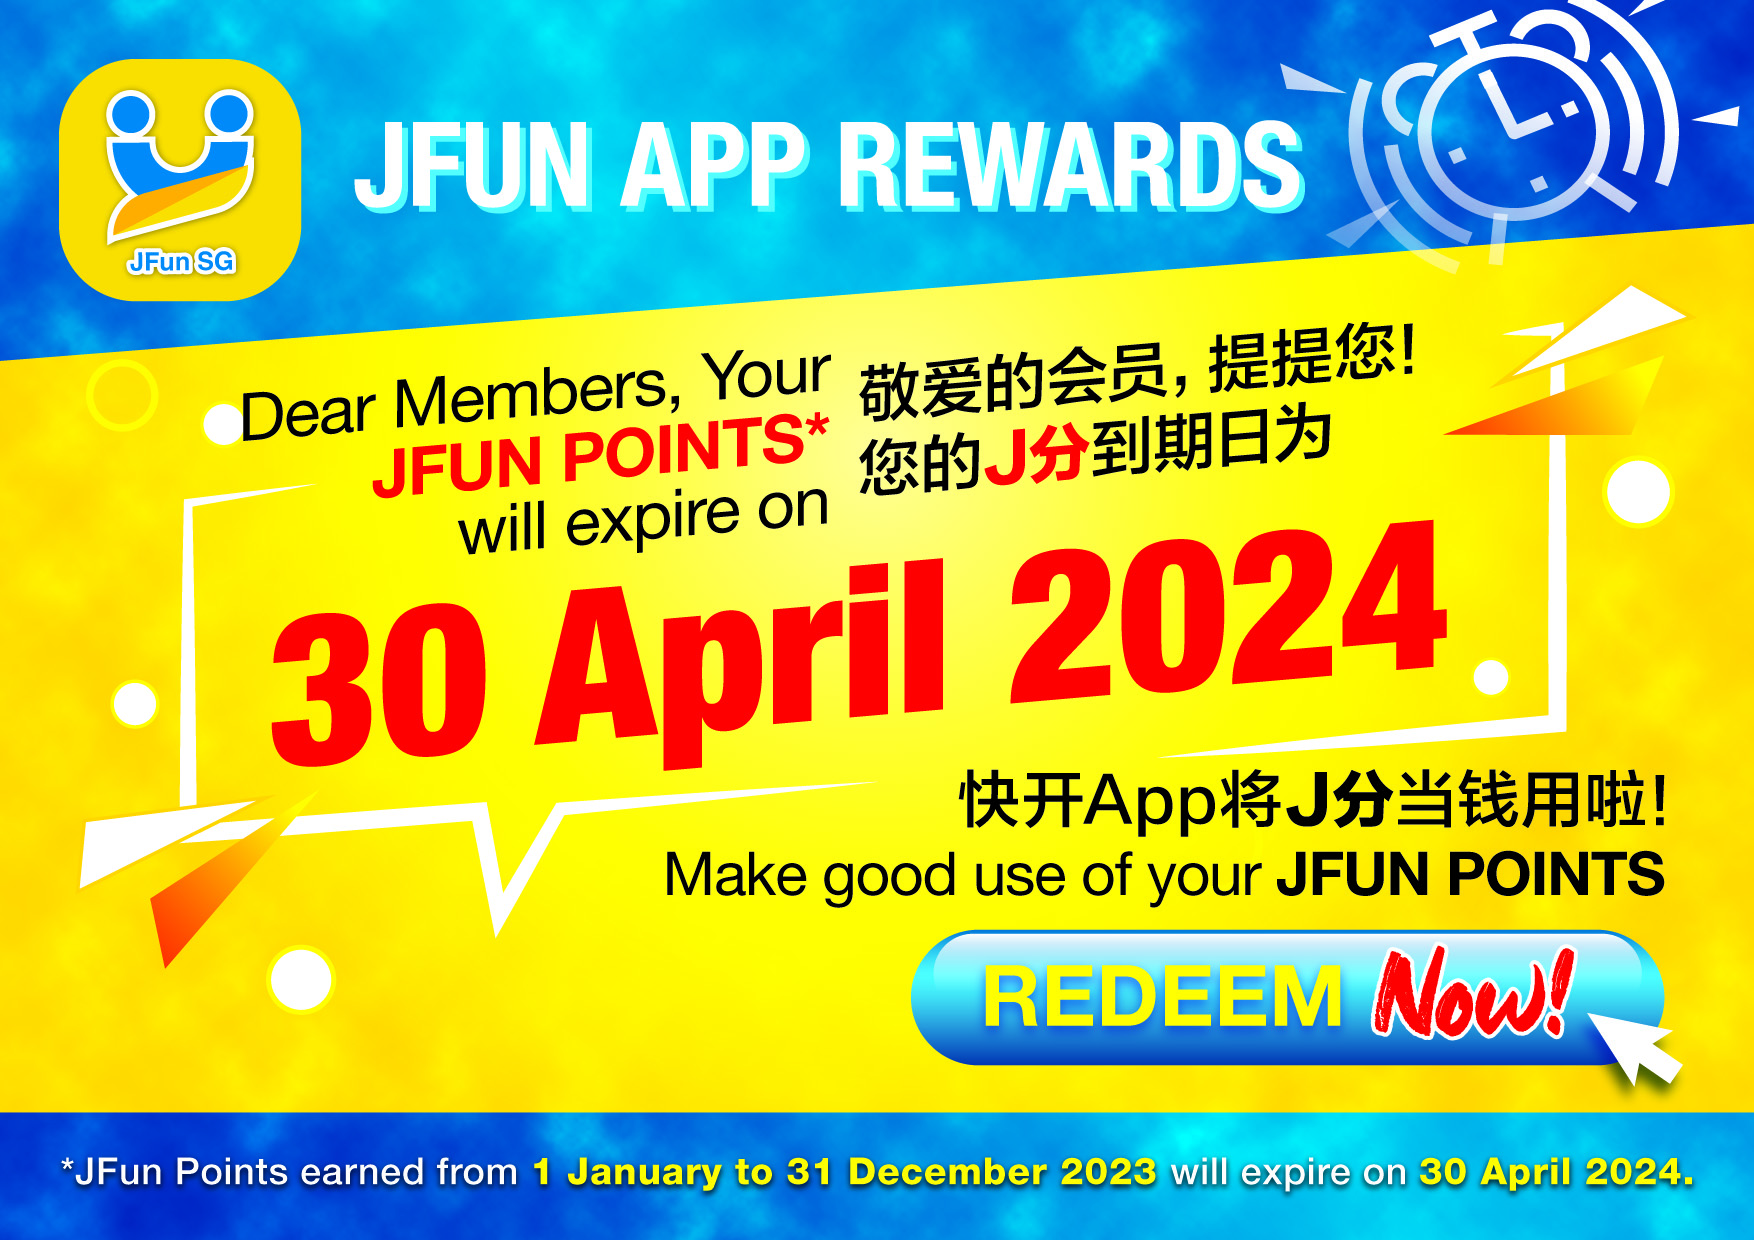 JFun SG
JFUN APP REWARDS
Dear Members, Your
JFUN POINTS*
will expire on
敬爱的会员, 提提您!
您的J分到期日为
30 April 2024
快开App将J分当钱用啦!
Make good use of your JFUN POINTS
REDEEM Now!
*JFun Points earned from 1 January to 31 December 2023 will expire on 30 April 2024.